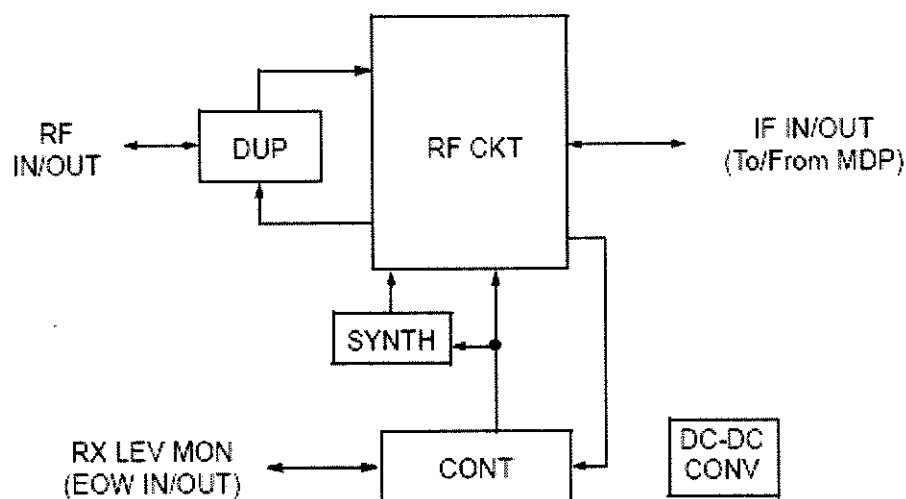 RF
IN/OUT
DUP
RF CKT
IF IN/OUT
(To/From MDP)
SYNTH
RX LEV MON
(EOW IN/OUT)
CONT
DC-DC
CONV